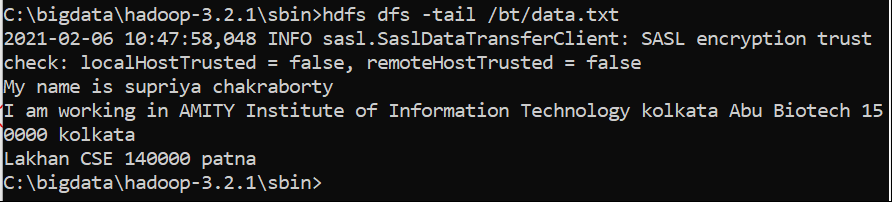 C:\bigdata\hadoop-3.2.1\sbin>hdfs dfs -tail /bt/data.txt
2021-02-06 10:47:58,048 INFO sasl.SaslDataTransferClient: SASL encryption trust
check: localHostTrusted = false, remoteHostTrusted = false
My name is supriya chakraborty
I am working in AMITY Institute of Information Technology kolkata Abu Biotech 15
0000 kolkata
Lakhan CSE 140000 patna
C:\bigdata\hadoop-3.2.1\sbin>